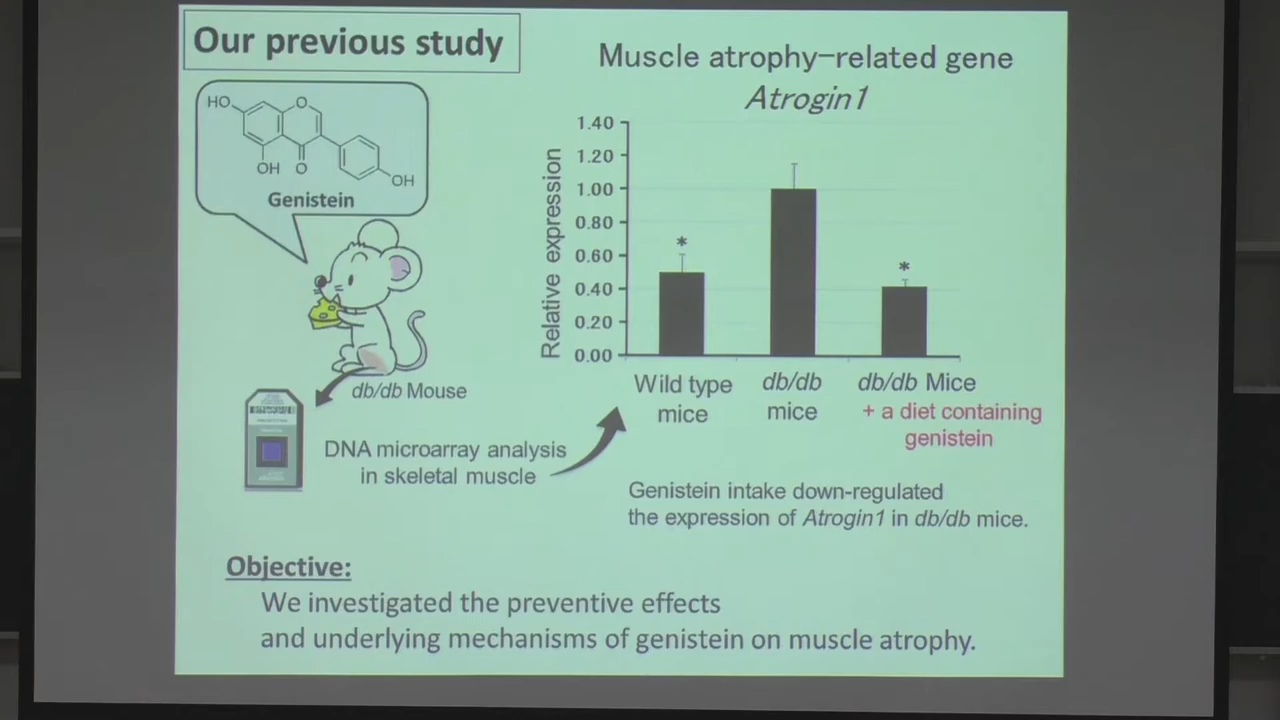 Our previous study
HO
O
OH
O
OH
Genistein
db/db Mouse
DNA microarray analysis
in skeletal muscle
Muscle atrophy-related gene
Atrogin1
Relative expression
1.40
1.20
1.00
0.80
0.60
0.40
0.20
0.00
*
*
Wild type
mice
db/db
mice
db/db Mice
+ a diet containing
genistein
Genistein intake down-regulated
the expression of Atrogin1 in db/db mice.
Objective:
We investigated the preventive effects
and underlying mechanisms of genistein on muscle atrophy.